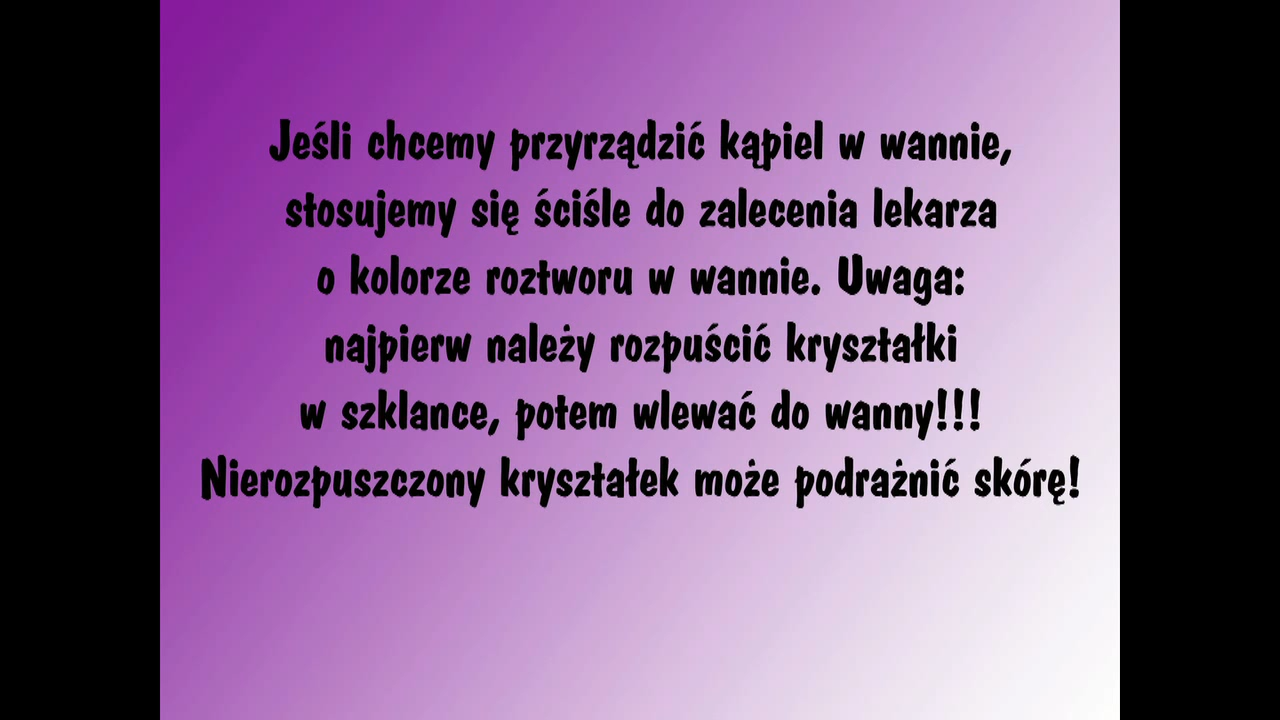 Jeśli chcemy przyrządzić kąpiel w wannie,
stosujemy się ściśle do zalecenia lekarza
o kolorze roztworu w wannie. Uwaga:
najpierw należy rozpuścić kryształki
w szklance, potem wlewać do wanny!!!
Nierozpuszczony kryształek może podrażnić skórę!